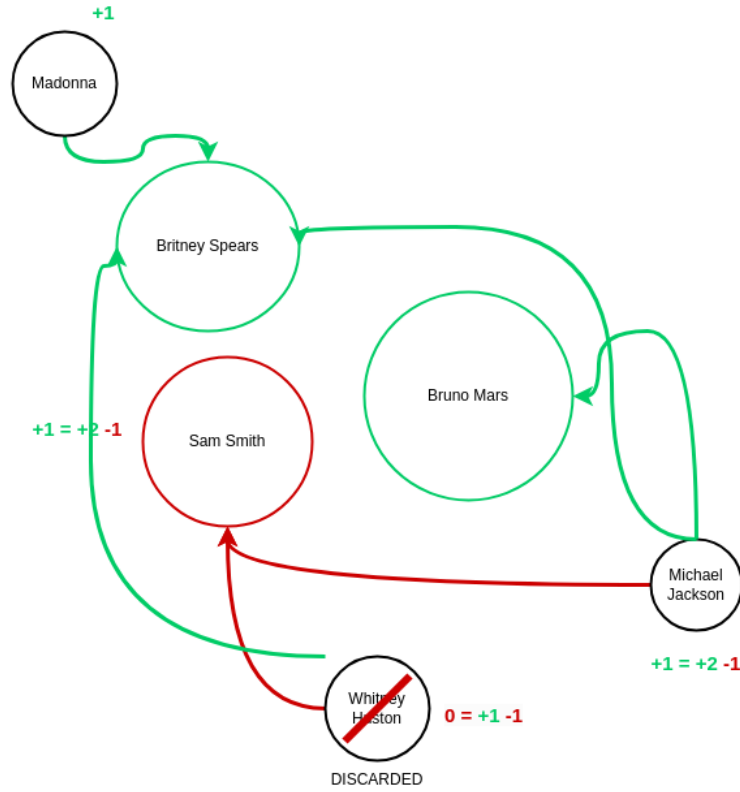 +1
Madonna
Britney Spears
Bruno Mars
+1 = +2 -1
Sam Smith
Michael
Jackson
+1 = +2 -1
Whitney
Huston
0 = +1 -1
DISCARDED